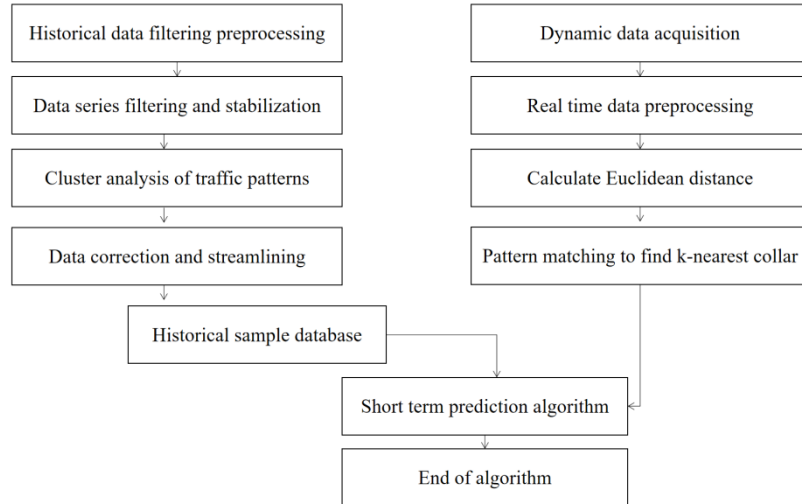 Historical data filtering preprocessing
Dynamic data acquisition
Data series filtering and stabilization
Real time data preprocessing
Cluster analysis of traffic patterns
Calculate Euclidean distance
Data correction and streamlining
Pattern matching to find k-nearest collar
Historical sample database
Short term prediction algorithm
End of algorithm